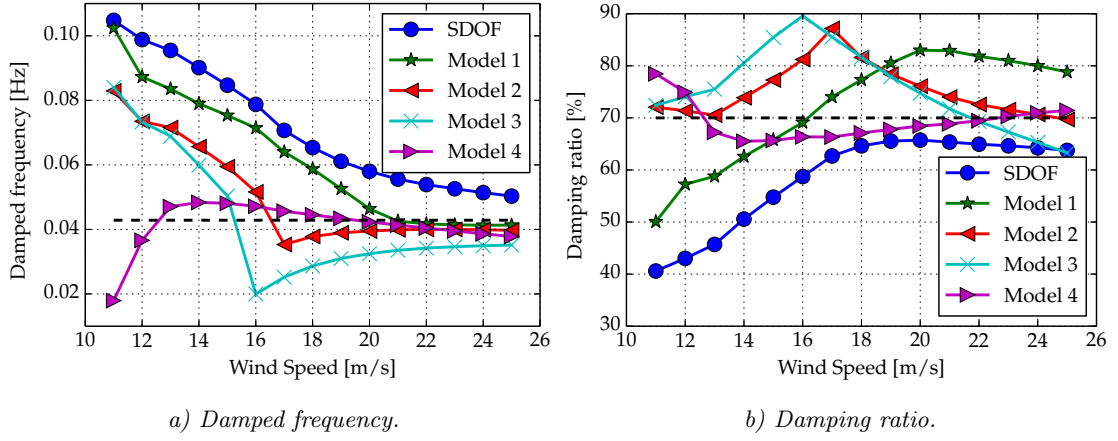 Damped frequency [Hz]
0.10
0.08
0.06
0.04
0.02
10 12 14 16 18 20 22 24 26
Wind Speed [m/s]
SDOF
Model 1
Model 2
Model 3
Model 4
a) Damped frequency.
Damping ratio [%]
90
80
70
60
50
40
30
10 12 14 16 18 20 22 24 26
Wind Speed [m/s]
SDOF
Model 1
Model 2
Model 3
Model 4
b) Damping ratio.